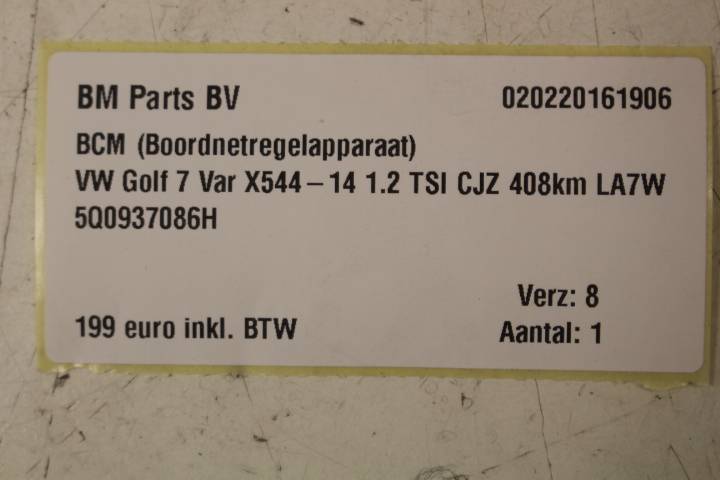 BM Parts BV 020220161906
BCM (Boordnetregelapparaat)
VW Golf 7 Var X544 – 14 1.2 TSI CJZ 408km LA7W
5Q0937086H
Verz: 8
199 euro inkl. BTW Aantal: 1